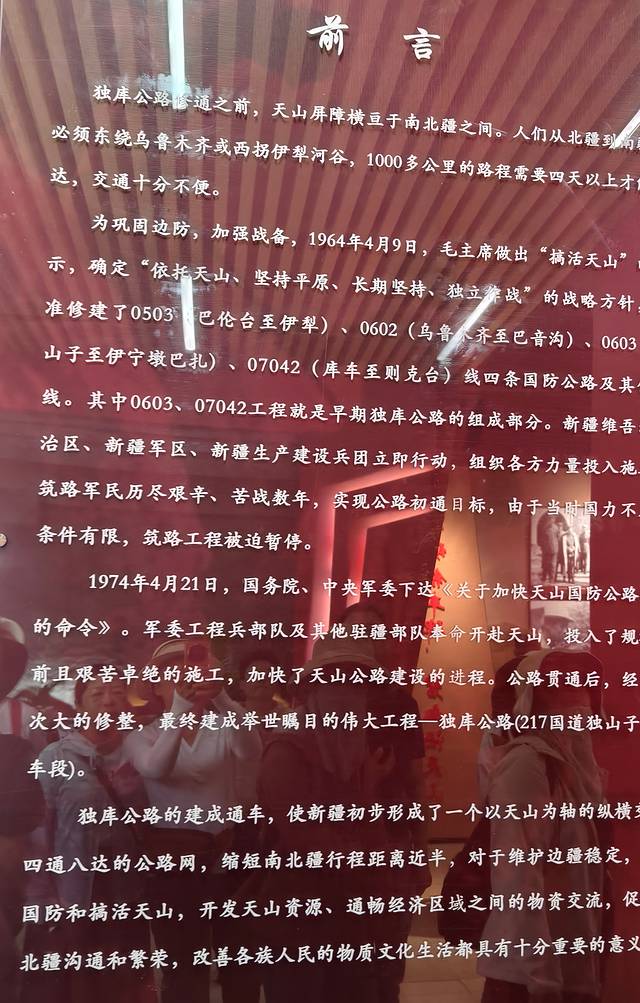 前言
独库公路修通之前，天山屏障横亘于南北疆之间。人们从北疆到南疆
必须东绕乌鲁木齐或西拐伊犁河谷，1000多公里的路程需要四天以上才
达，交通十分不便。
为巩固边防，加强战备，1964年4月9日，毛主席做出“搞活天山”
示，确定“依托天山、坚持平原、长期坚持、独立作战”的战略方针，
准修建了0503（巴伦台至伊犁）、0602（乌鲁木齐至巴音沟）、0603
山子至伊宁墩巴扎）、07042（库车至则克台）线四条国防公路及其
线。其中0603、07042工程就是早期独库公路的组成部分。新疆维吾
治区、新疆军区、新疆生产建设兵团立即行动，组织各方力量投入施
筑路军民历尽艰辛、苦战数年，实现公路初通目标，由于当时国力不
条件有限，筑路工程被迫暂停。
1974年4月21日，国务院、中央军委下达《关于加快天山国防公路
的命令》。军委工程兵部队及其他驻疆部队奉命开赴天山，投入了规
前且艰苦卓绝的施工，加快了天山公路建设的进程。公路贯通后，经
次大的修整，最终建成举世瞩目的伟大工程—独库公路(217国道独山子
车段)。
独库公路的建成通车，使新疆初步形成了一个以天山为轴的纵横
四通八达的公路网，缩短南北疆行程距离近半，对于维护边疆稳定，
国防和搞活天山，开发天山资源、通畅经济区域之间的物资交流，促
北疆沟通和繁荣，改善各族人民的物质文化生活都具有十分重要的意义